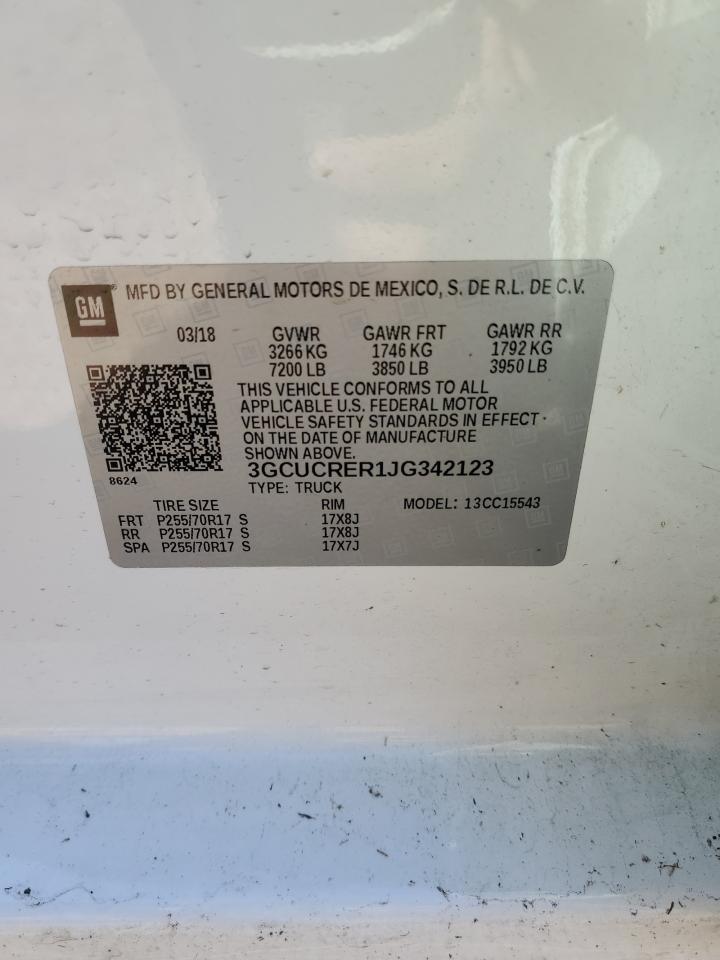 GM ® MFD BY GENERAL MOTORS DE MEXICO, S. DE R.L. DE C.V.
03/18 GVWR GAWR FRT GAWR RR
3266 KG 1746 KG 1792 KG
7200 LB 3850 LB 3950 LB
THIS VEHICLE CONFORMS TO ALL
APPLICABLE U.S. FEDERAL MOTOR
VEHICLE SAFETY STANDARDS IN EFFECT
ON THE DATE OF MANUFACTURE
SHOWN ABOVE.
3GCUCRER1JG342123
8624
TYPE: TRUCK
TIRE SIZE RIM MODEL: 13CC15543
FRT P255/70R17 S 17X8J
RR P255/70R17 S 17X8J
SPA P255/70R17 S 17X7J